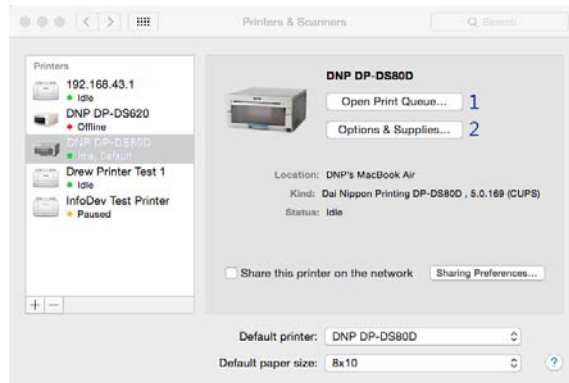 Printers & Scanners
Search
Printers
192.168.43.1
Idle
DNP DP-DS620
Offline
DNP DP-DS80D
Idle, Default
Drew Printer Test 1
Idle
InfoDev Test Printer
Paused
+ −
DNP DP-DS80D
Open Print Queue... 1
Options & Supplies... 2
Location: DNP's MacBook Air
Kind: Dai Nippon Printing DP-DS80D , 5.0.169 (CUPS)
Status: Idle
Share this printer on the network
Sharing Preferences...
Default printer: DNP DP-DS80D
Default paper size: 8x10
?